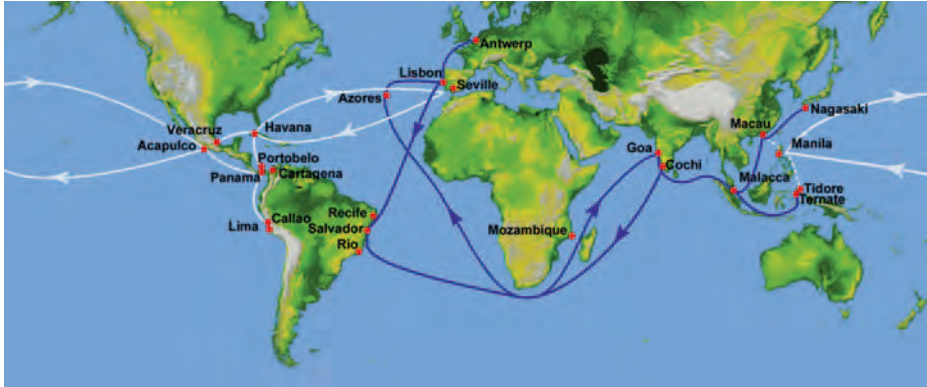 Antwerp
Lisbon
Seville
Azores
Nagasaki
Havana
Macau
Veracruz
Manila
Acapulco
Goa
Portobelo
Cochi
Panama
Cartagena
Malacca
Tidore
Ternate
Recife
Callao
Lima
Salvador
Mozambique
Rio